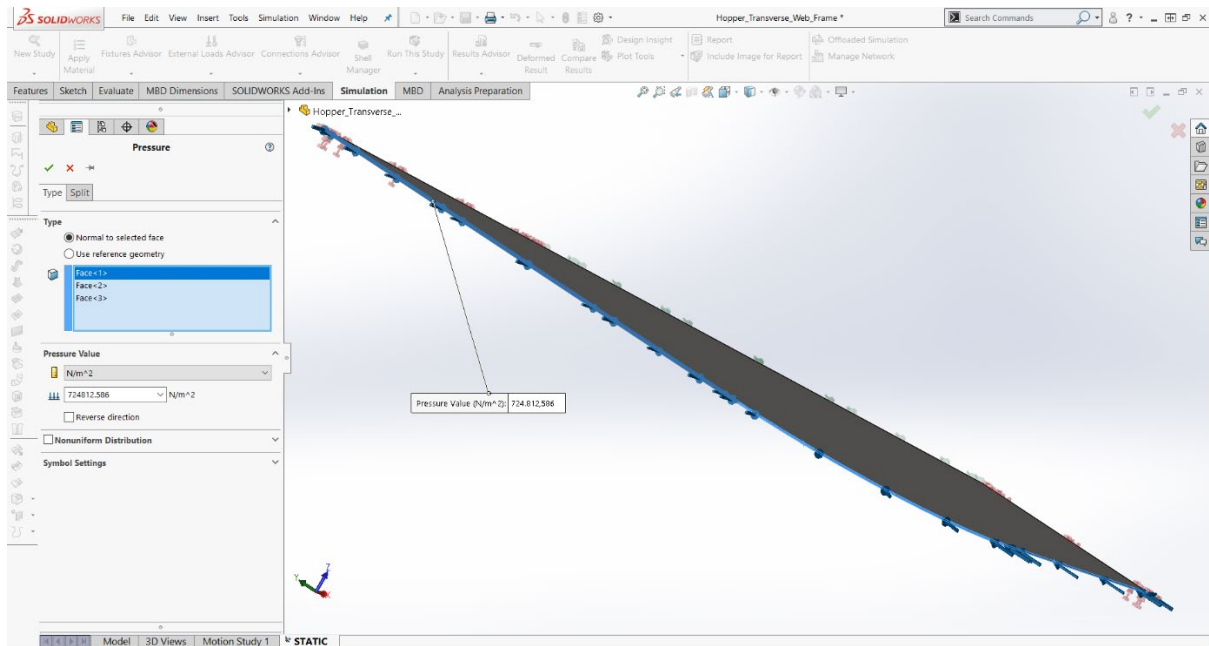 SOLIDWORKS File Edit View Insert Tools Simulation Window Help Hopper_Transverse_Web_Frame * Search Commands ?
New Study Apply Material Fixtures Advisor External Loads Advisor Connections Advisor Shell Manager Run This Study Results Advisor Deformed Result Compare Results Design Insight Plot Tools Report Include Image for Report Offloaded Simulation Manage Network
Features Sketch Evaluate MBD Dimensions SOLIDWORKS Add-Ins Simulation MBD Analysis Preparation
Hopper_Transverse_...
Pressure
Type Split
Type
Normal to selected face
Use reference geometry
Face<1>
Face<2>
Face<3>
Pressure Value
N/m^2
724812.586 N/m^2
Reverse direction
Nonuniform Distribution
Symbol Settings
Pressure Value (N/m^2): 724.812,586
Y Z X
Model 3D Views Motion Study 1 STATIC